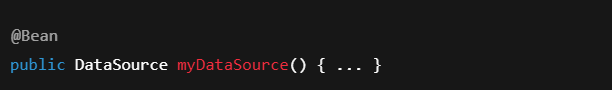 @Bean
public DataSource myDataSource() { ... }